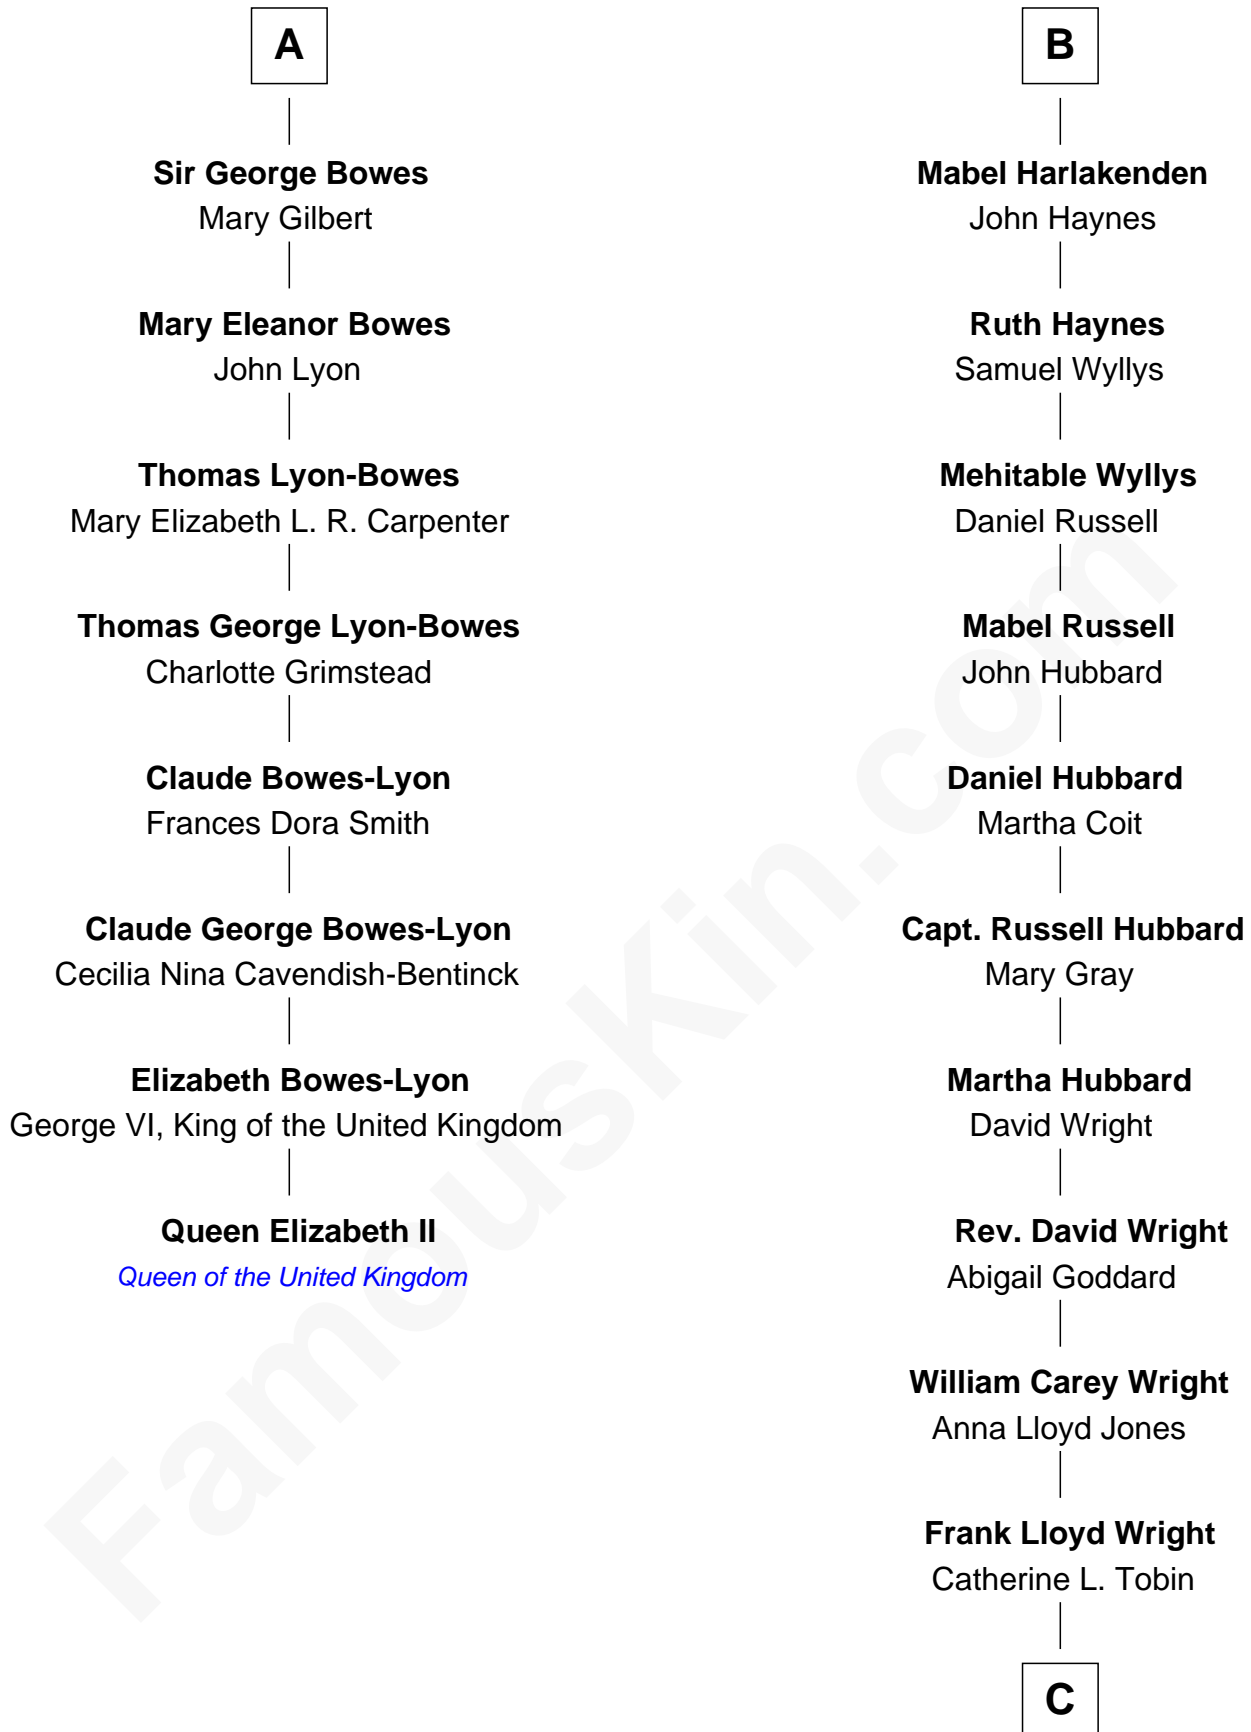 A
Sir George Bowes
Mary Gilbert
Mary Eleanor Bowes
John Lyon
Thomas Lyon-Bowes
Mary Elizabeth L. R. Carpenter
Thomas George Lyon-Bowes
Charlotte Grimstead
Claude Bowes-Lyon
Frances Dora Smith
Claude George Bowes-Lyon
Cecilia Nina Cavendish-Bentinck
Elizabeth Bowes-Lyon
George VI, King of the United Kingdom
Queen Elizabeth II
Queen of the United Kingdom
B
Mabel Harlakenden
John Haynes
Ruth Haynes
Samuel Wyllys
Mehitable Wyllys
Daniel Russell
Mabel Russell
John Hubbard
Daniel Hubbard
Martha Coit
Capt. Russell Hubbard
Mary Gray
Martha Hubbard
David Wright
Rev. David Wright
Abigail Goddard
William Carey Wright
Anna Lloyd Jones
Frank Lloyd Wright
Catherine L. Tobin
C
FamousKin.com